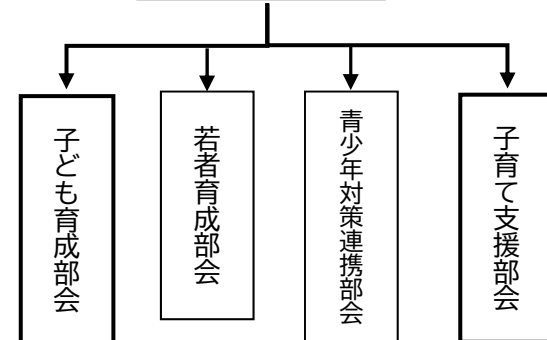 子ども育成部会
若者育成部会
青少年対策連携部会
子育て支援部会